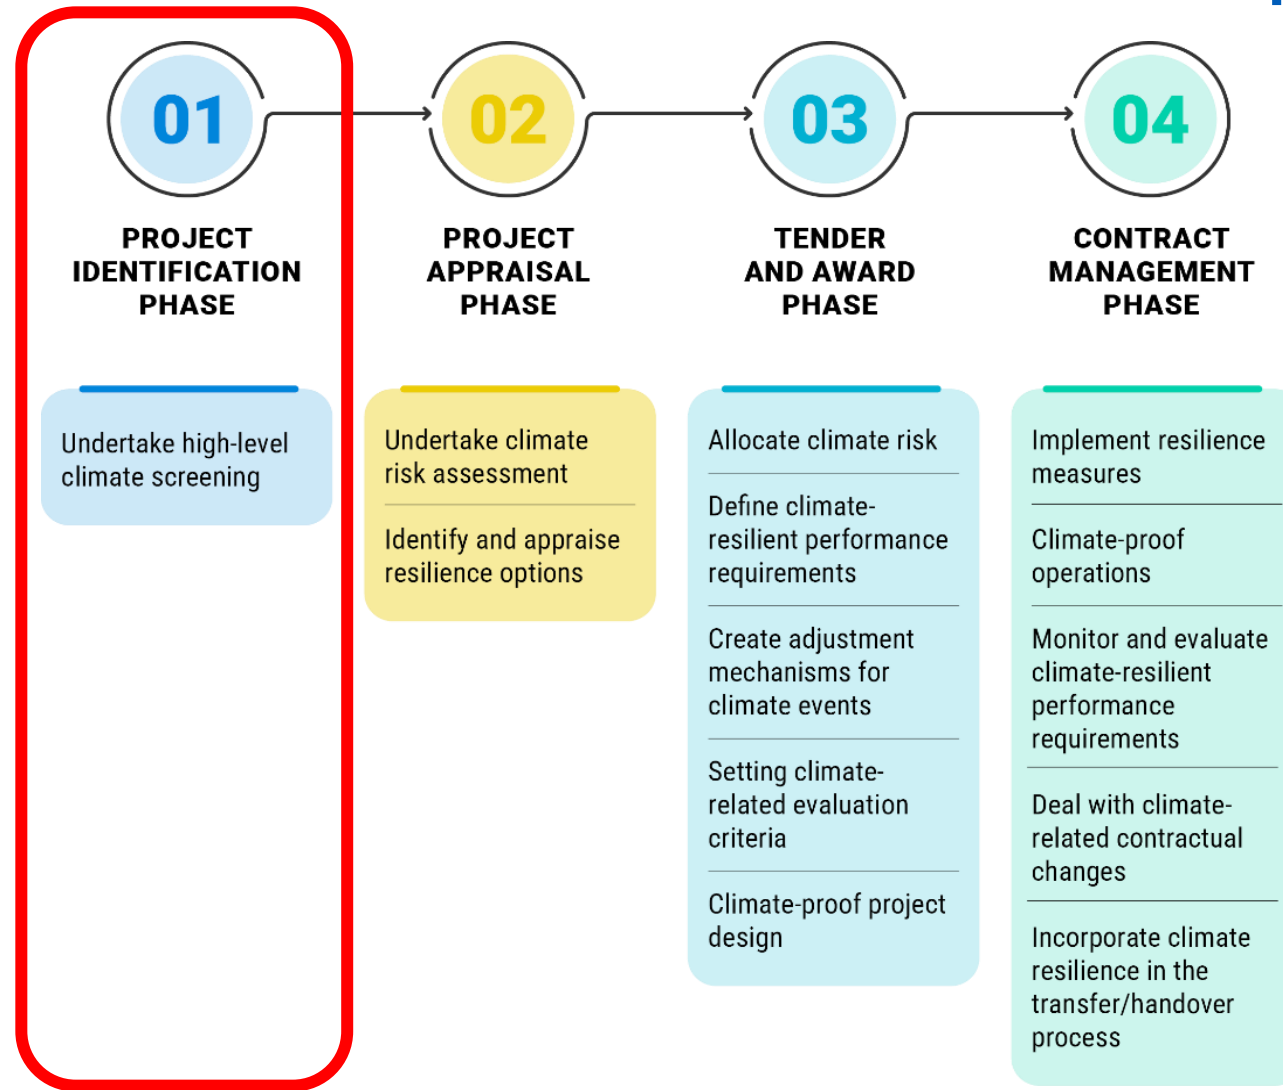 01
PROJECT
IDENTIFICATION
PHASE
Undertake high-level
climate screening
02
PROJECT
APPRAISAL
PHASE
Undertake climate
risk assessment
Identify and appraise
resilience options
03
TENDER
AND AWARD
PHASE
Allocate climate risk
Define climate-
resilient performance
requirements
Create adjustment
mechanisms for
climate events
Setting climate-
related evaluation
criteria
Climate-proof project
design
04
CONTRACT
MANAGEMENT
PHASE
Implement resilience
measures
Climate-proof
operations
Monitor and evaluate
climate-resilient
performance
requirements
Deal with climate-
related contractual
changes
Incorporate climate
resilience in the
transfer/handover
process